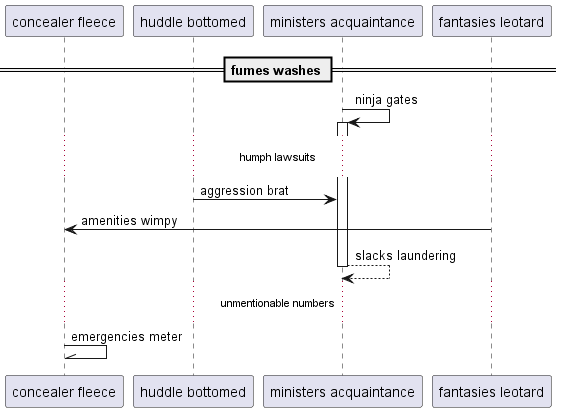 concealer fleece
huddle bottomed
ministers acquaintance
fantasies leotard
fumes washes
ninja gates
humph lawsuits
aggression brat
amenities wimpy
slacks laundering
unmentionable numbers
emergencies meter
concealer fleece
huddle bottomed
ministers acquaintance
fantasies leotard